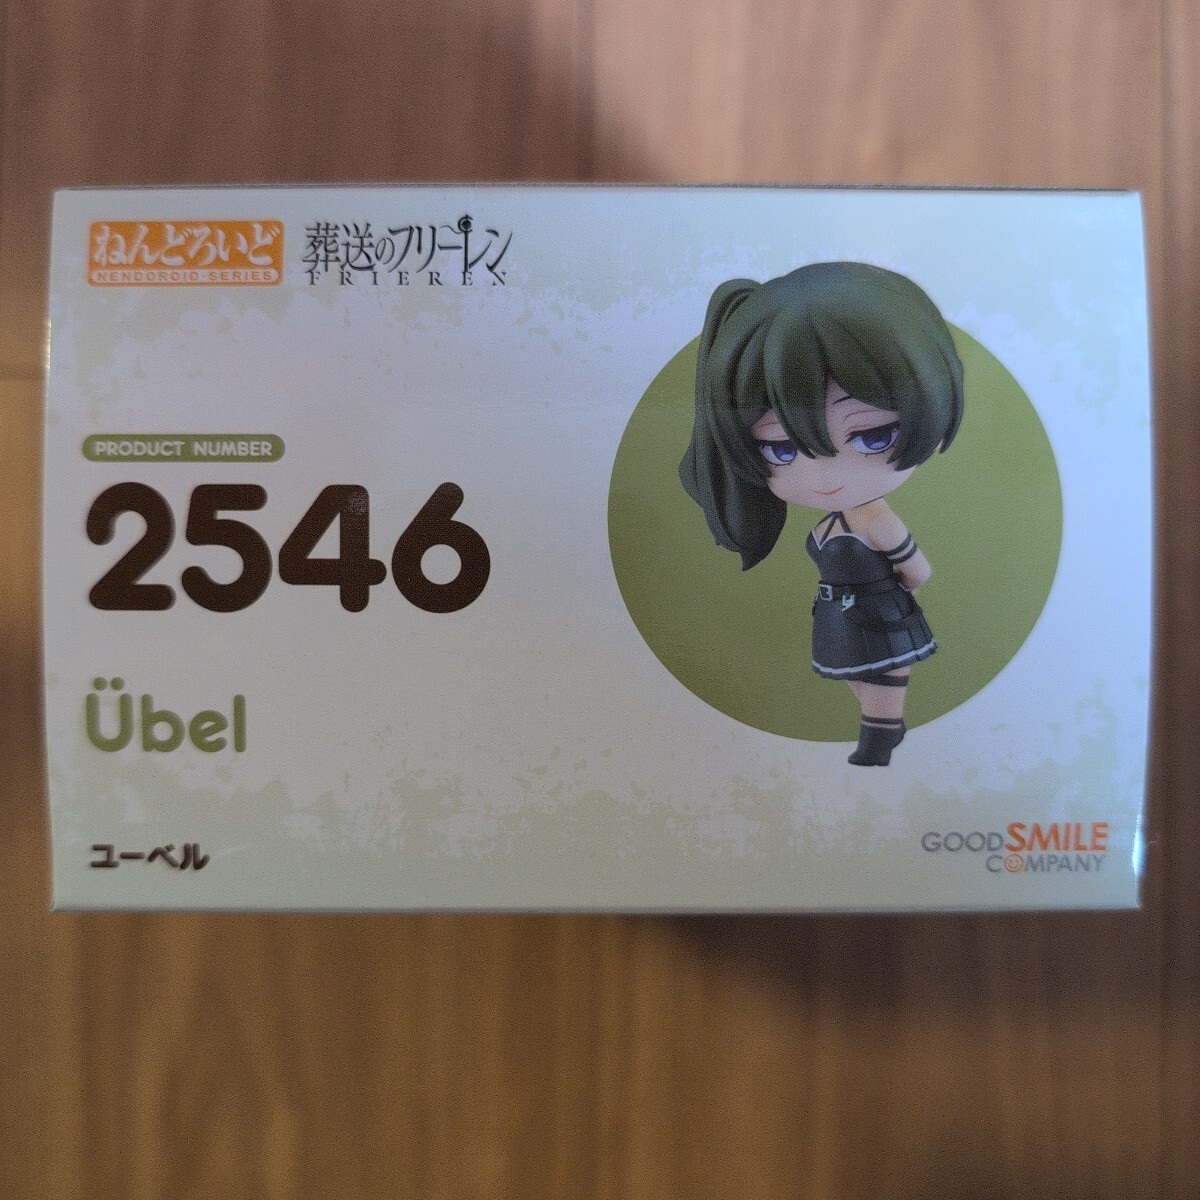 ねんどろいど
NENDOROID-SERIES
葬送のフリーレン
FRIEREN
PRODUCT NUMBER
2546
Übel
ユーベル
GOOD SMILE
COMPANY